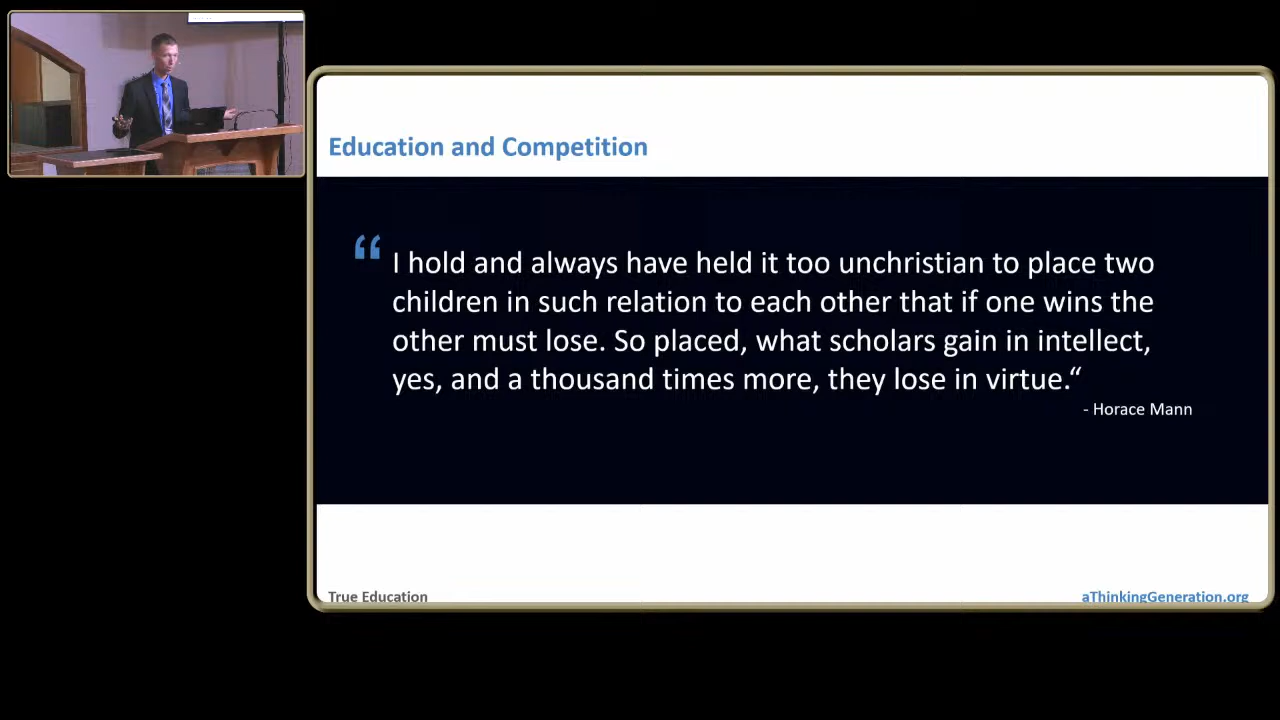 Education and Competition
“ I hold and always have held it too unchristian to place two
children in such relation to each other that if one wins the
other must lose. So placed, what scholars gain in intellect,
yes, and a thousand times more, they lose in virtue.“
- Horace Mann
True Education
aThinkingGeneration.org